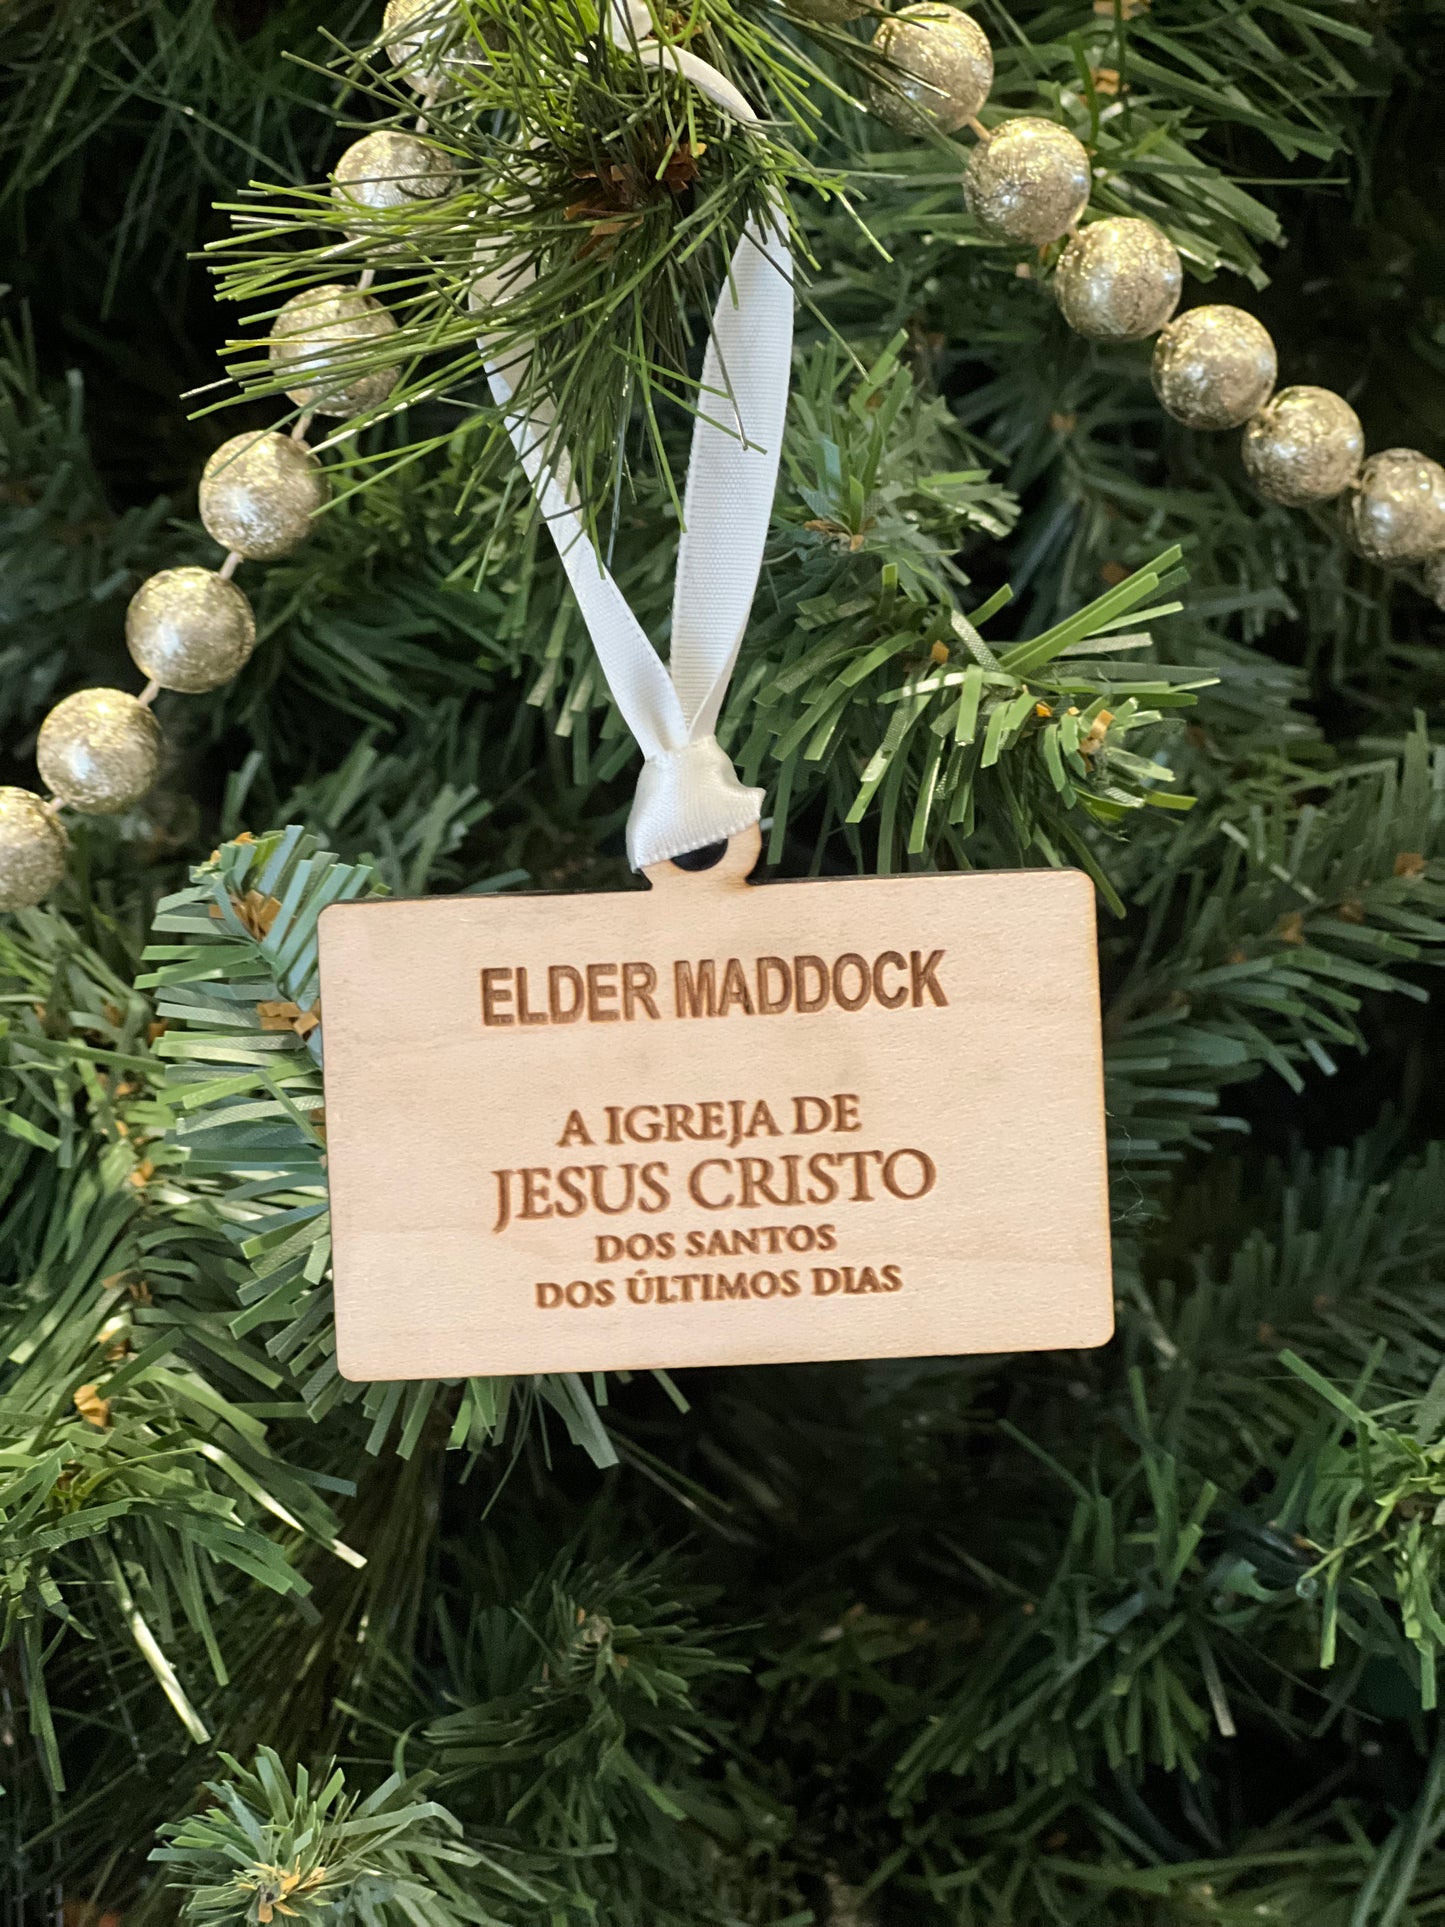 ELDER MADDOCK
A IGREJA DE
JESUS CRISTO
DOS SANTOS
DOS ÚLTIMOS DIAS